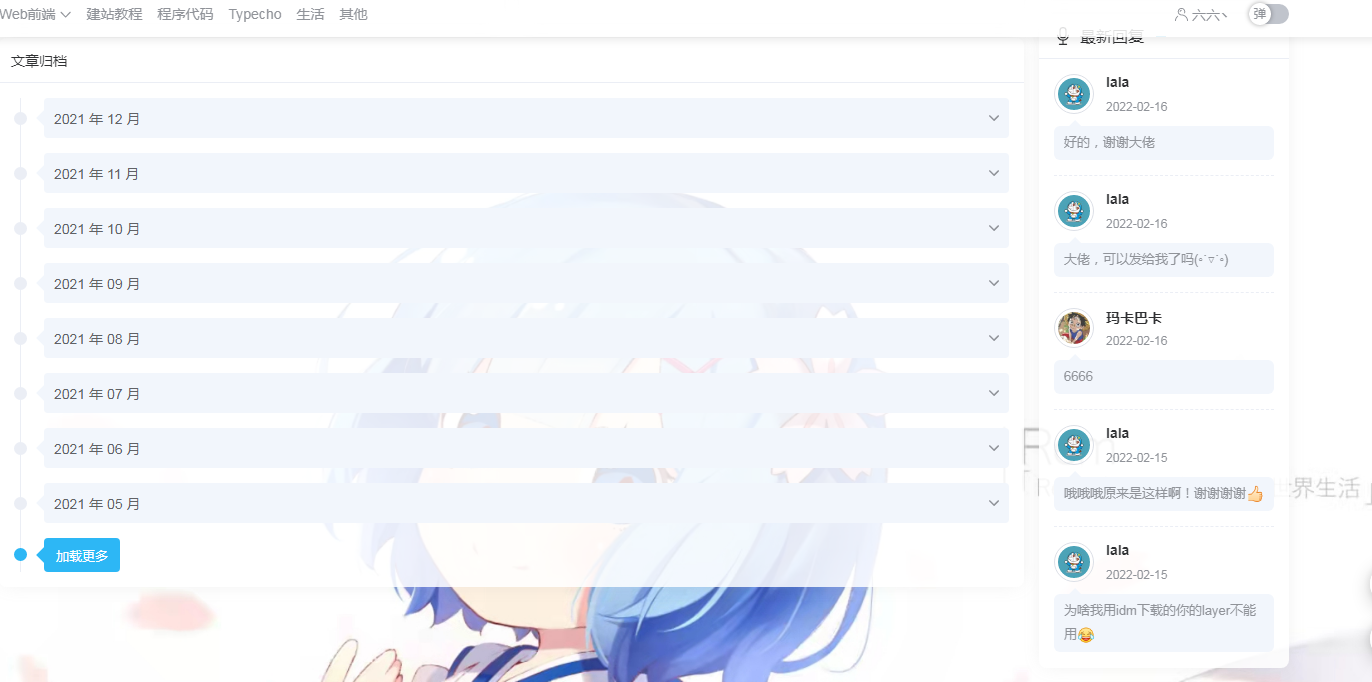 Web前端 建站教程 程序代码 Typecho 生活 其他
六六、
弹
文章归档
2021 年 12 月
2021 年 11 月
2021 年 10 月
2021 年 09 月
2021 年 08 月
2021 年 07 月
2021 年 06 月
2021 年 05 月
加载更多
最新回复
lala
2022-02-16
好的，谢谢大佬
lala
2022-02-16
大佬，可以发给我了吗(๑˙▿˙๑)
玛卡巴卡
2022-02-16
6666
lala
2022-02-15
哦哦哦原来是这样啊！谢谢谢谢👍
lala
2022-02-15
为啥我用idm下载的你的layer不能
用😂
世界生活